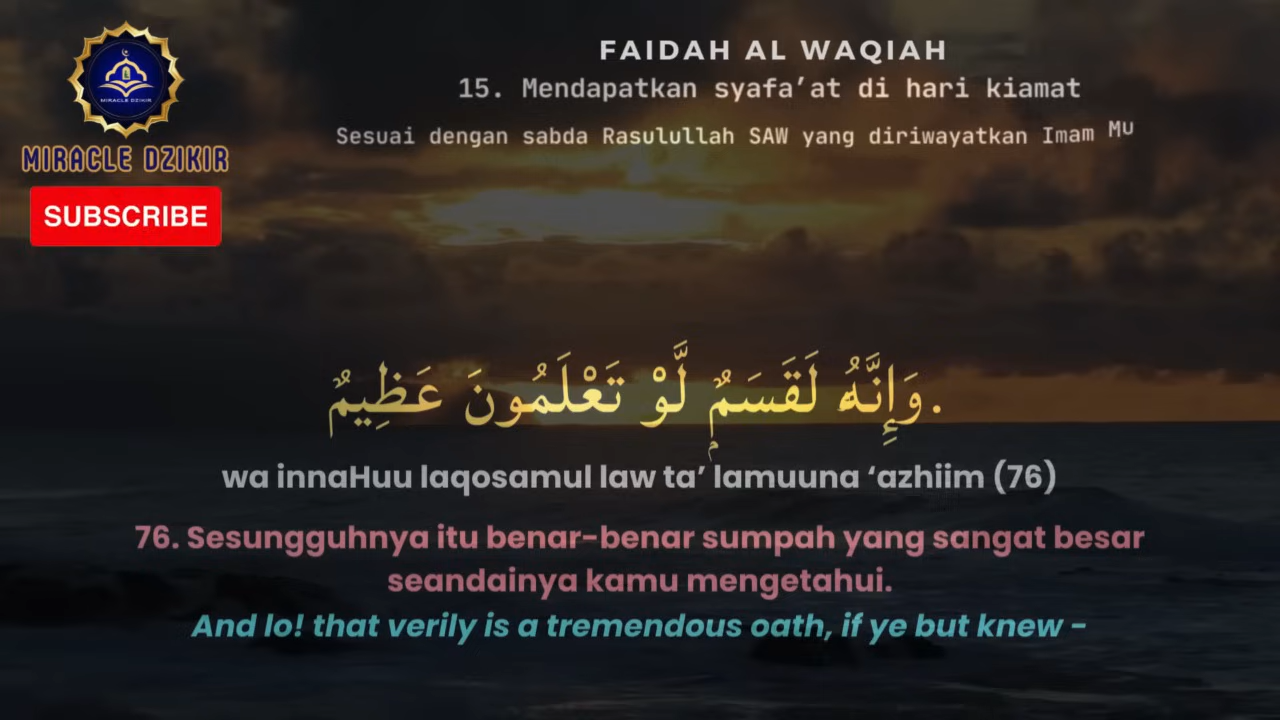 FAIDAH AL WAQIAH
15. Mendapatkan syafa’at di hari kiamat
Sesuai dengan sabda Rasulullah SAW yang diriwayatkan Imam Mu
MIRACLE DZIKIR
MIRACLE DZIKIR
SUBSCRIBE
وَإِنَّهُۥ لَقَسَمٌ لَّوْ تَعْلَمُونَ عَظِيمٌ.
wa innaHuu laqosamul law ta’ lamuuna ‘azhiim (76)
76. Sesungguhnya itu benar-benar sumpah yang sangat besar
seandainya kamu mengetahui.
And lo! that verily is a tremendous oath, if ye but knew -